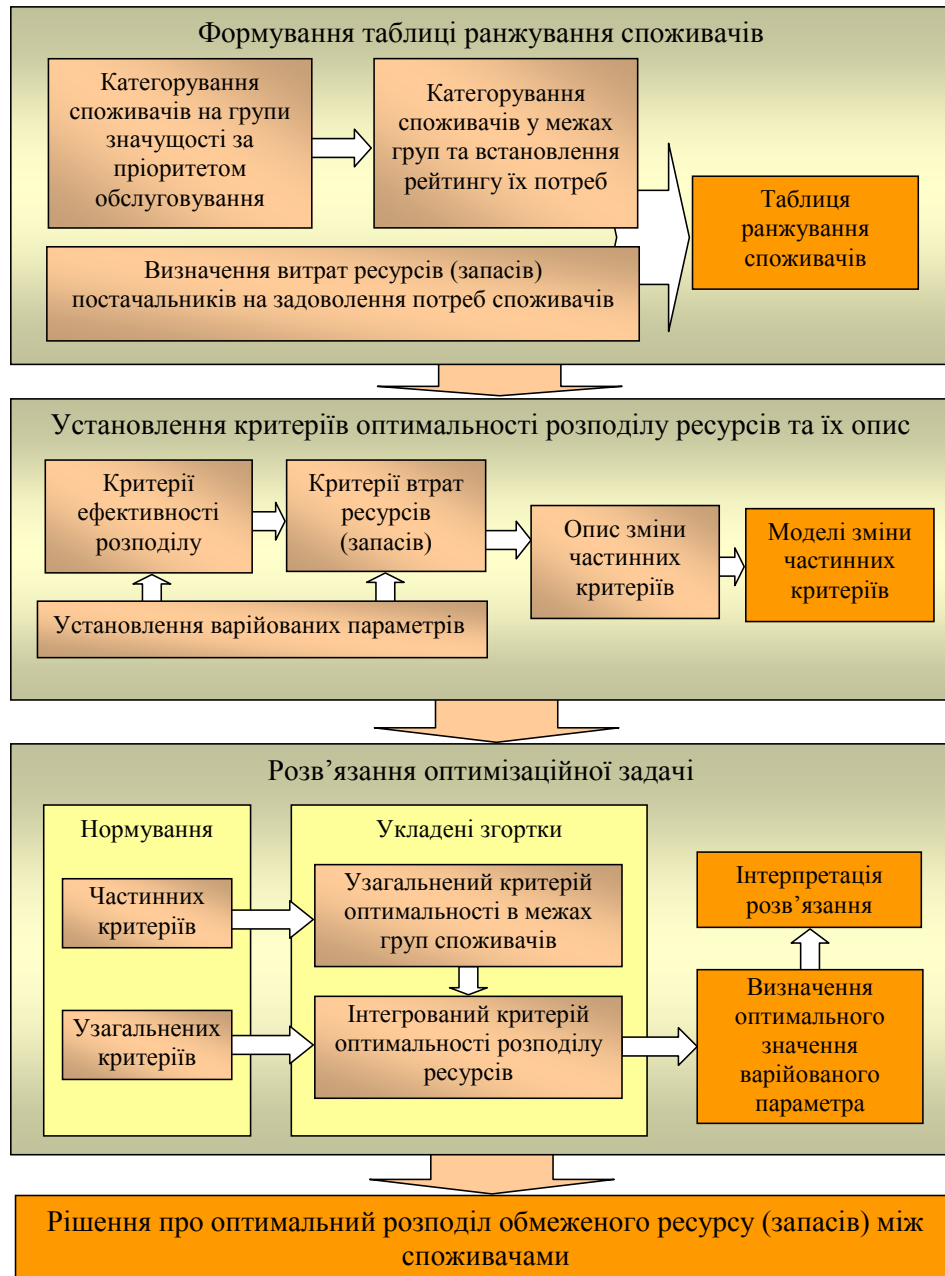 Формування таблиці ранжування споживачів
Категорування
споживачів на групи
значущості за
пріоритетом
обслуговування
Категорування
споживачів у межах
груп та встановлення
рейтингу їх потреб
Таблиця
ранжування
споживачів
Визначення витрат ресурсів (запасів)
постачальників на задоволення потреб споживачів
Установлення критеріїв оптимальності розподілу ресурсів та їх опис
Критерії
ефективності
розподілу
Критерії втрат
ресурсів
(запасів)
Опис зміни
частинних
критеріїв
Моделі зміни
частинних
критеріїв
Установлення варійованих параметрів
Розв’язання оптимізаційної задачі
Нормування
Частинних
критеріїв
Узагальнених
критеріїв
Укладені згортки
Узагальнений критерій
оптимальності в межах
груп споживачів
Інтегрований критерій
оптимальності розподілу
ресурсів
Інтерпретація
розв’язання
Визначення
оптимального
значення
варійованого
параметра
Рішення про оптимальний розподіл обмеженого ресурсу (запасів) між
споживачами